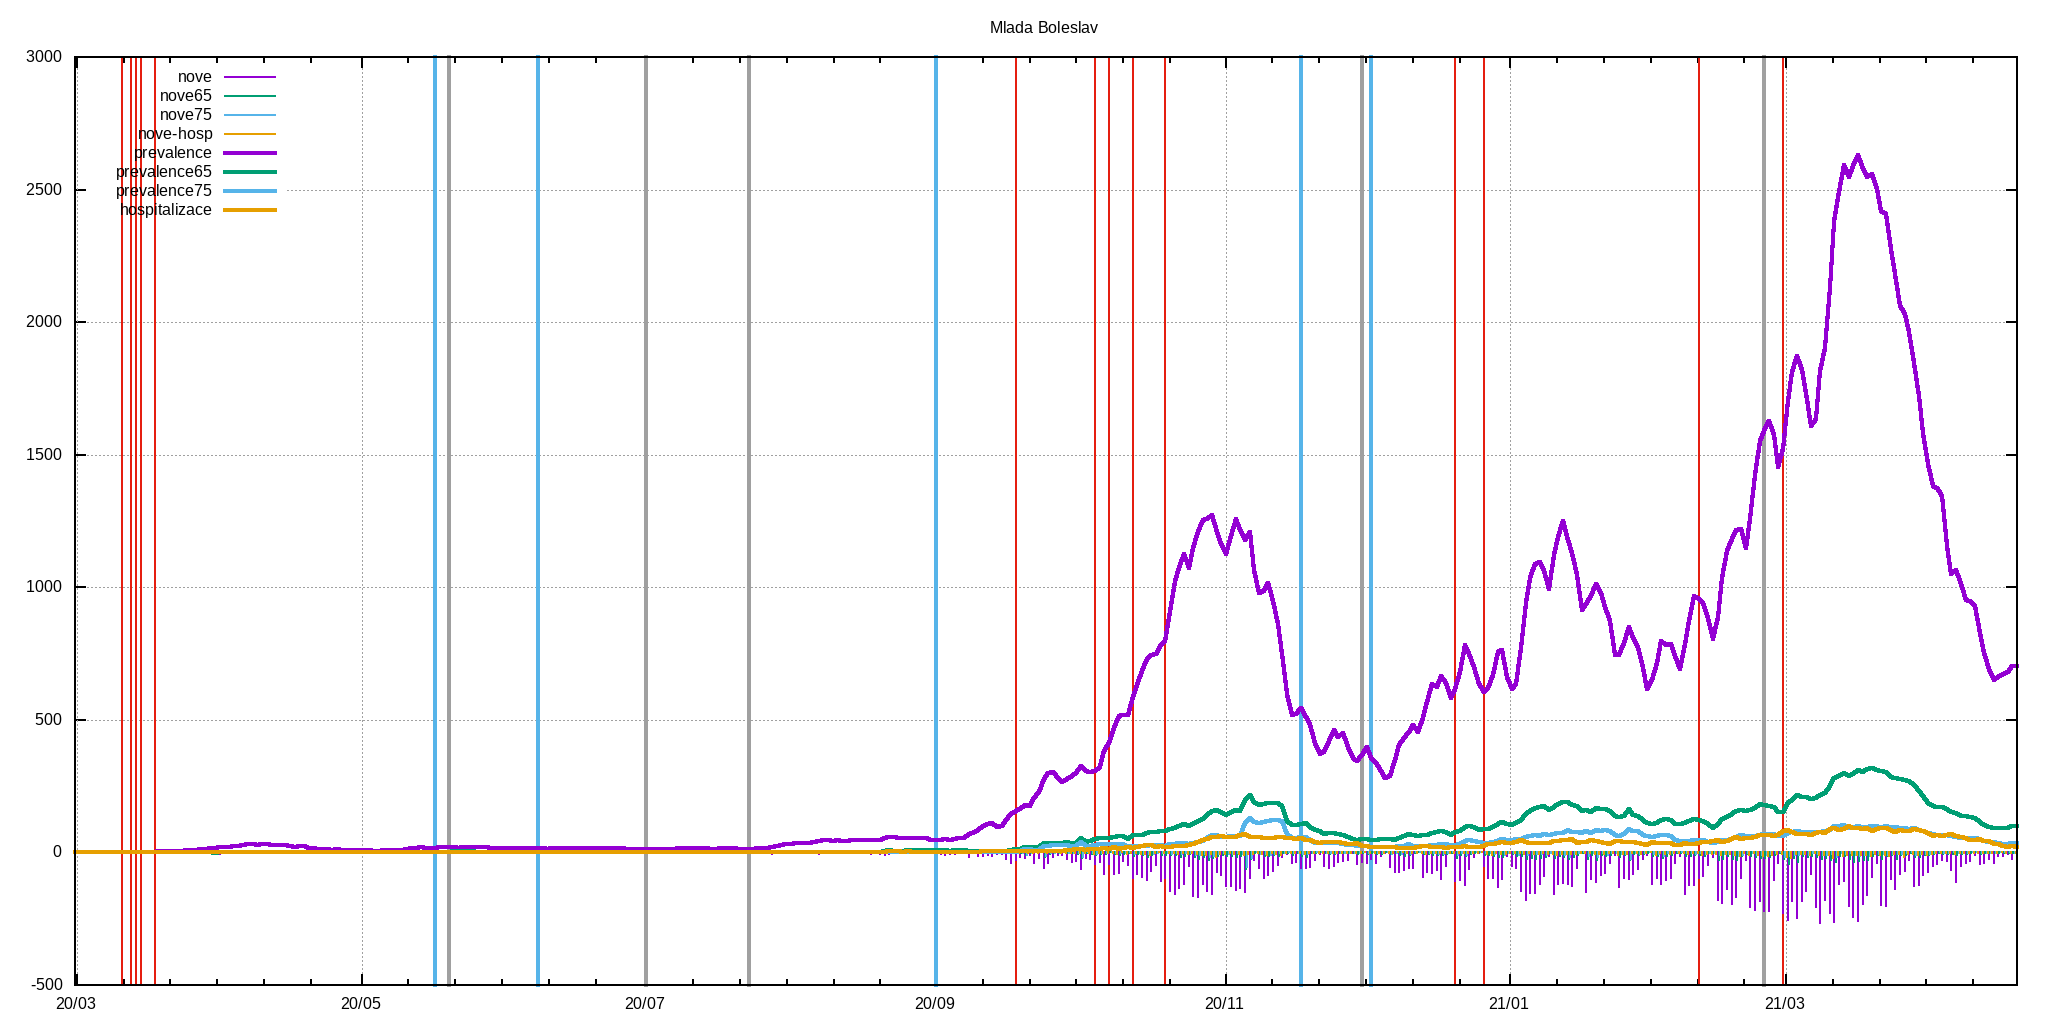 Mlada Boleslav
3000
nove
nove65
nove75
nove-hosp
prevalence
prevalence65
prevalence75
hospitalizace
2500
2000
1500
1000
500
0
-500
20/03 20/05 20/07 20/09 20/11 21/01 21/03